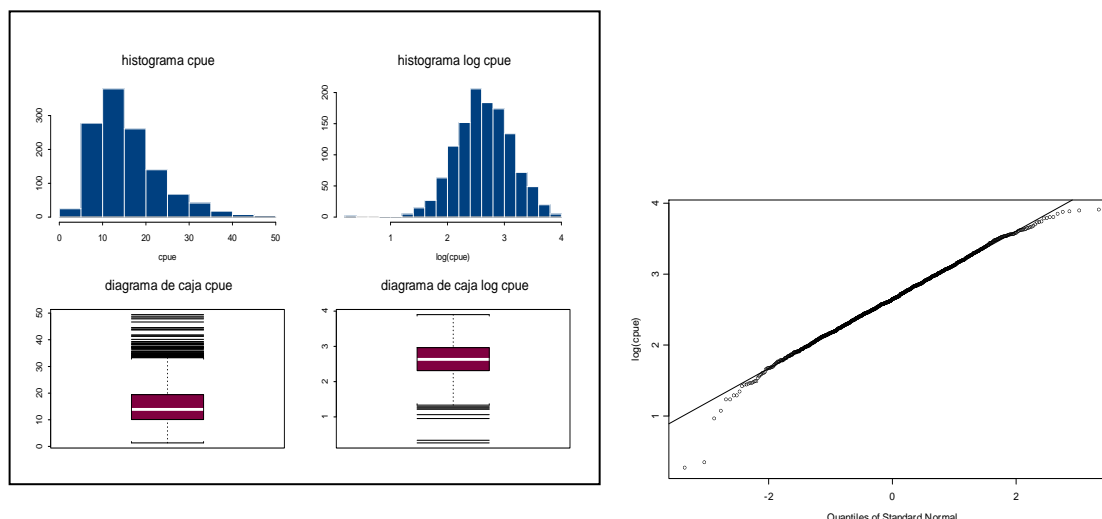 histograma cpue
0 100 200 300
0 10 20 30 40 50
cpue
histograma log cpue
0 50 100 150 200
1 2 3 4
log(cpue)
diagrama de caja cpue
0 10 20 30 40 50
diagrama de caja log cpue
1 2 3 4
log(cpue)
1 2 3 4
-2 0 2
Quantiles of Standard Normal